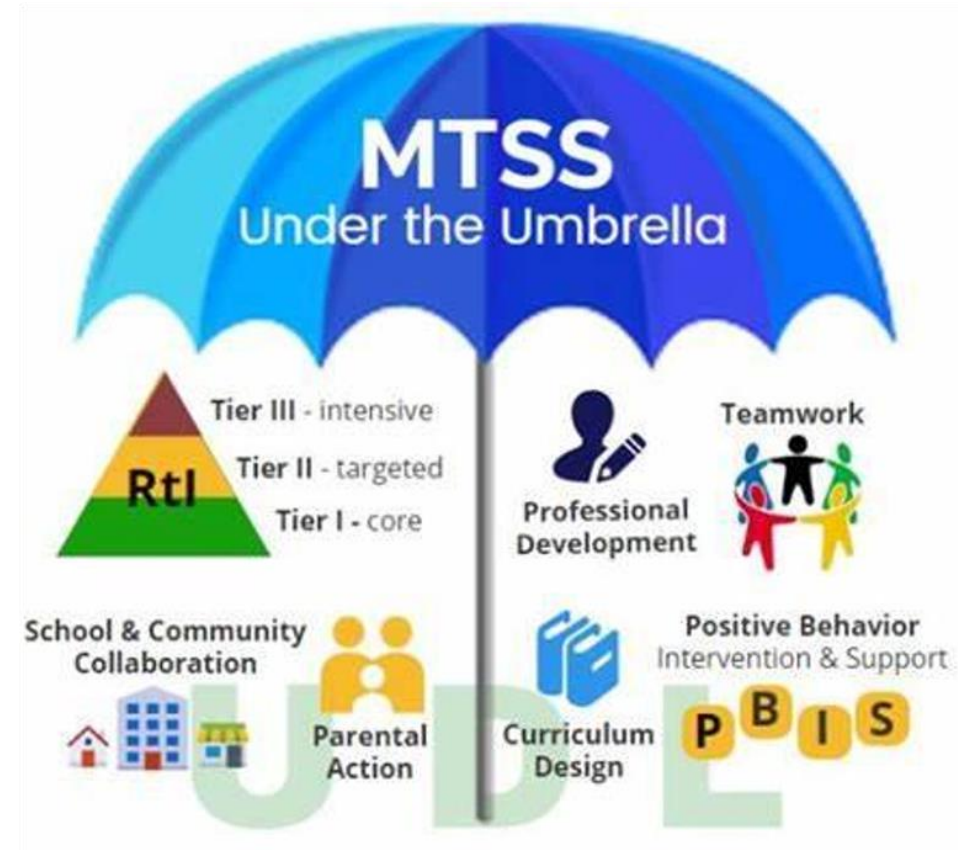 MTSS
Under the Umbrella
Tier III - intensive
Tier II - targeted
Tier I - core
RtI
Professional
Development
Teamwork
School & Community
Collaboration
Parental
Action
Curriculum
Design
Positive Behavior
Intervention & Support
P B I S
UDL